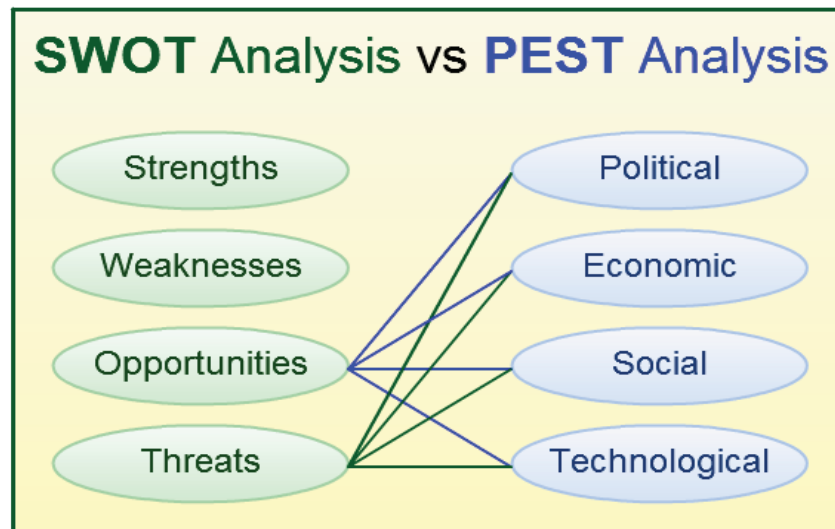 SWOT Analysis vs PEST Analysis
Strengths
Weaknesses
Opportunities
Threats
Political
Economic
Social
Technological